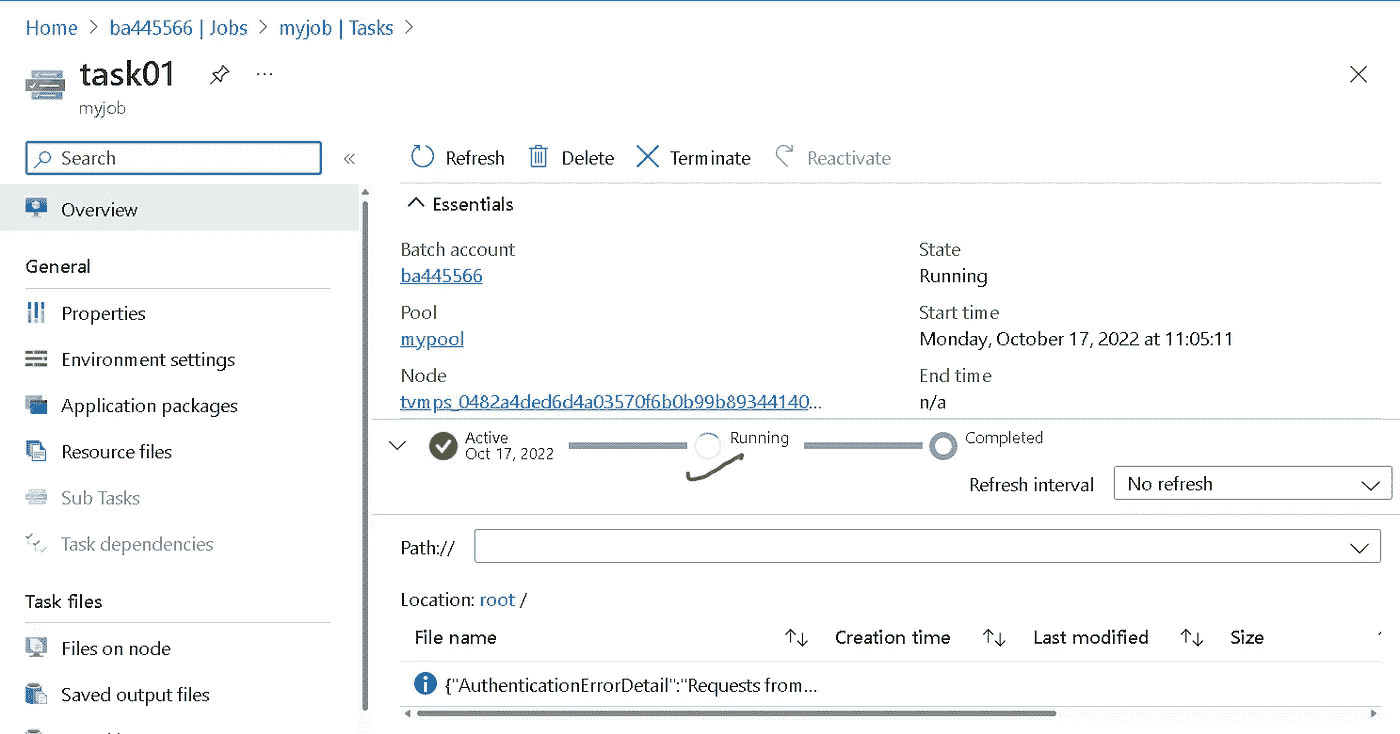 Home > ba445566 | Jobs > myjob | Tasks >
task01
...
myjob
Search
«
Refresh
Delete
Terminate
Reactivate
Overview
General
Properties
Environment settings
Application packages
Resource files
Sub Tasks
Task dependencies
Task files
Files on node
Saved output files
Essentials
Batch account
ba445566
Pool
mypool
Node
tvmps_0482a4ded6d4a03570f6b0b99b89344140...
State
Running
Start time
Monday, October 17, 2022 at 11:05:11
End time
n/a
Active
Oct 17, 2022
Running
Completed
Refresh interval
No refresh
Path://
Location: root /
File name
Creation time
Last modified
Size
{"AuthenticationErrorDetail":"Requests from...